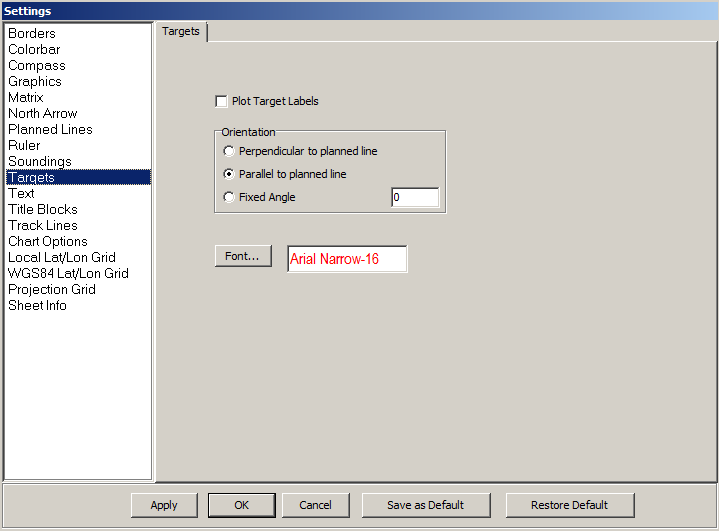 Settings
Borders
Colorbar
Compass
Graphics
Matrix
North Arrow
Planned Lines
Ruler
Soundings
Targets
Text
Title Blocks
Track Lines
Chart Options
Local Lat/Lon Grid
WGS84 Lat/Lon Grid
Projection Grid
Sheet Info
Targets
Plot Target Labels
Orientation
Perpendicular to planned line
Parallel to planned line
Fixed Angle 0
Font... Arial Narrow-16
Apply OK Cancel Save as Default Restore Default